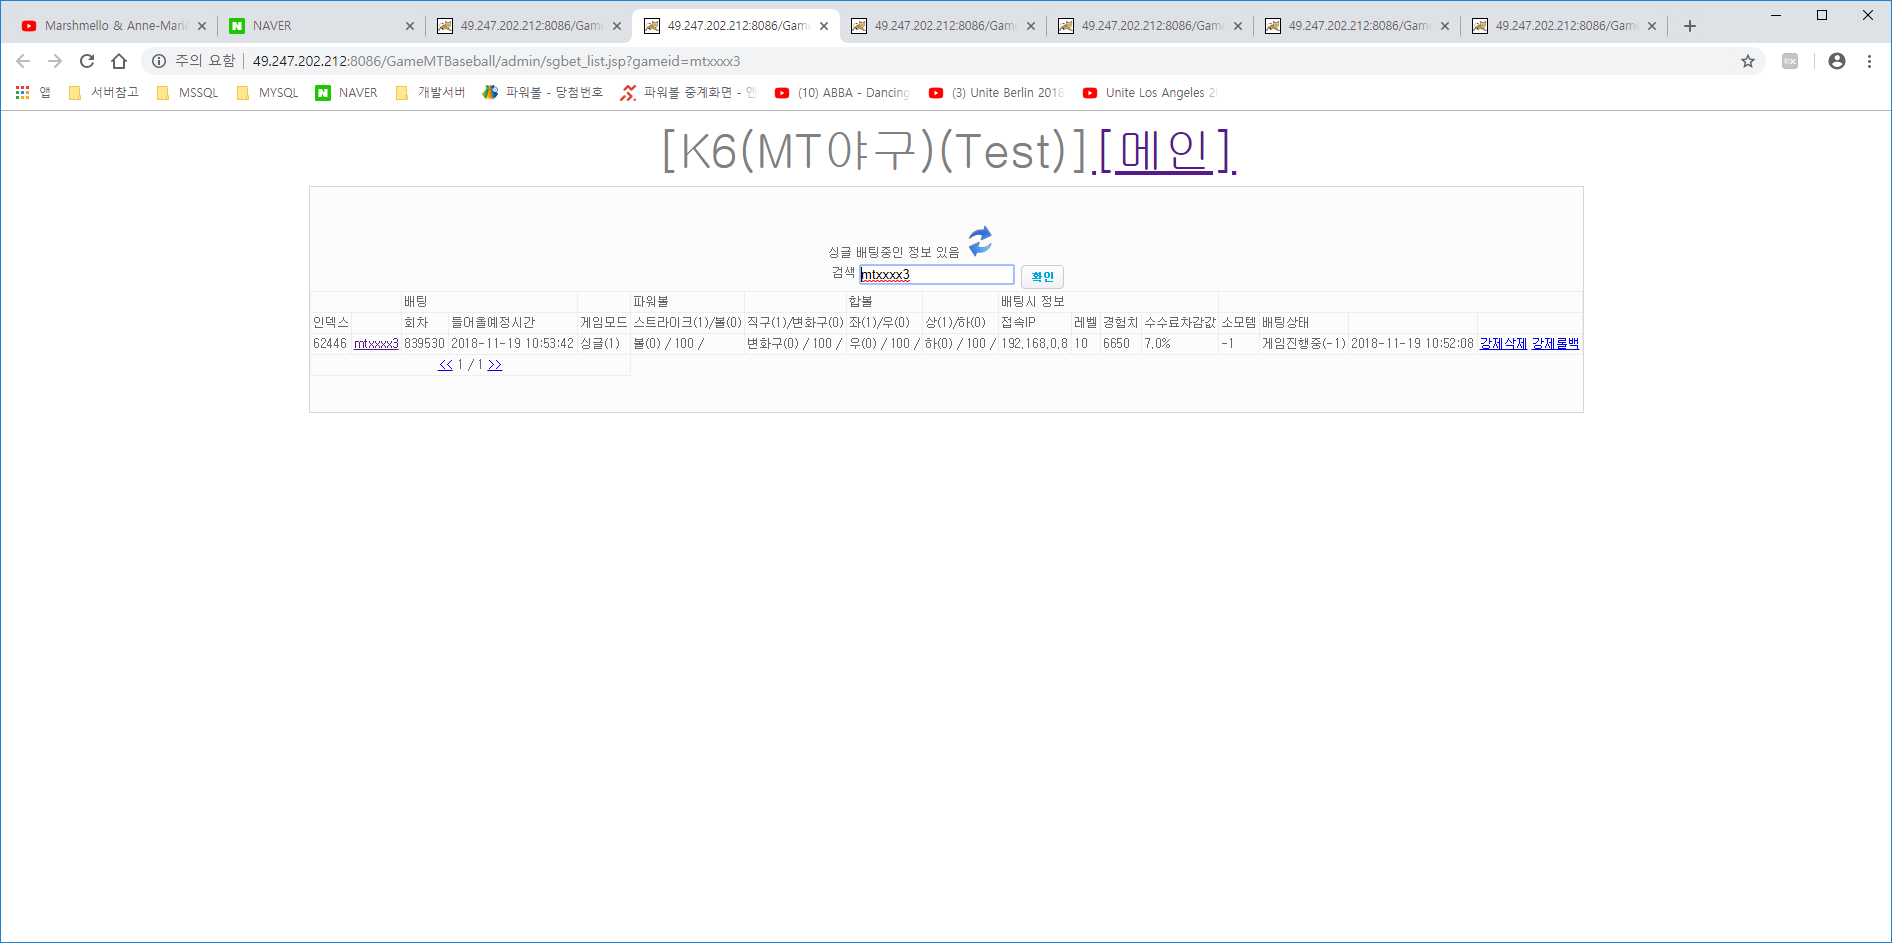 Marshmello & Anne-Marie
NAVER
49.247.202.212:8086/Game
49.247.202.212:8086/Game
49.247.202.212:8086/Game
49.247.202.212:8086/Game
49.247.202.212:8086/Game
49.247.202.212:8086/Game
주의 요함 49.247.202.212:8086/GameMTBaseball/admin/sgbet_list.jsp?gameid=mtxxxx3
앱 서버참고 MSSQL MYSQL NAVER 개발서버 파워볼 - 당첨번호 파워볼 중계화면 - 엔 (10) ABBA - Dancing (3) Unite Berlin 2018 Unite Los Angeles 20
[K6(MT야구)(Test)] [메인]
싱글 배팅중인 정보 있음
검색 mtxxxx3 확인
배팅 파워볼 합볼 배팅시 정보
인덱스 회차 들어올예정시간 게임모드 스트라이크(1)/볼(0) 직구(1)/변화구(0) 좌(1)/우(0) 상(1)/하(0) 접속IP 레벨 경험치 수수료차감값 소모템 배팅상태
62446 mtxxxx3 839530 2018-11-19 10:53:42 싱글(1) 볼(0) / 100 / 변화구(0) / 100 / 우(0) / 100 / 하(0) / 100 / 192.168.0.8 10 6650 7.0% -1 게임진행중(-1) 2018-11-19 10:52:08 강제삭제 강제롤백
<< 1 / 1 >>